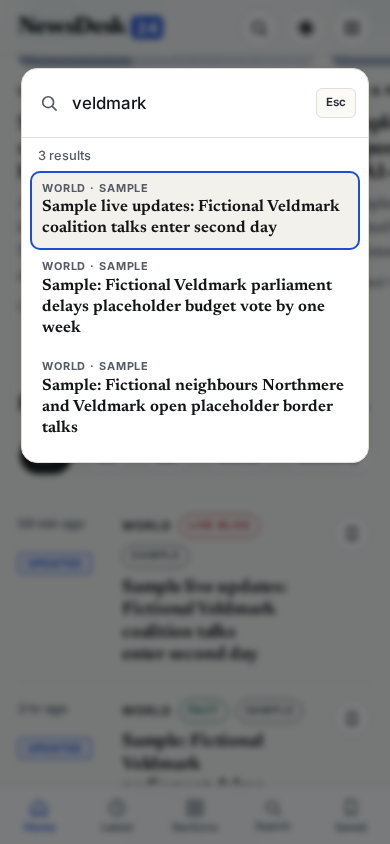 NewsDesk 24
veldmark
Esc
3 results
WORLD · SAMPLE
Sample live updates: Fictional Veldmark
coalition talks enter second day
WORLD · SAMPLE
Sample: Fictional Veldmark parliament
delays placeholder budget vote by one
week
WORLD · SAMPLE
Sample: Fictional neighbours Northmere
and Veldmark open placeholder border
talks
WORLD LIVE BLOG
UPDATED
SAMPLE
Sample live updates:
Fictional Veldmark
coalition talks
enter second day
WORLD
SAMPLE
UPDATED
Sample: Fictional
Veldmark
Home
Latest
Sections
Search
Saved